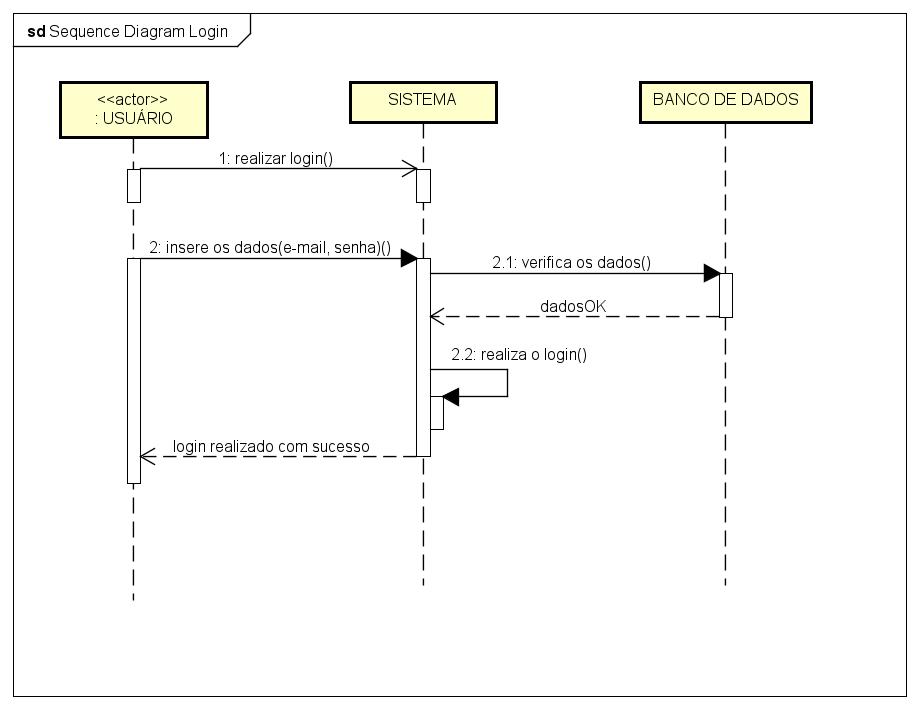 sd Sequence Diagram Login
<<actor>>
: USUÁRIO
SISTEMA
BANCO DE DADOS
1: realizar login()
2: insere os dados(e-mail, senha)()
2.1: verifica os dados()
dadosOK
2.2: realiza o login()
login realizado com sucesso